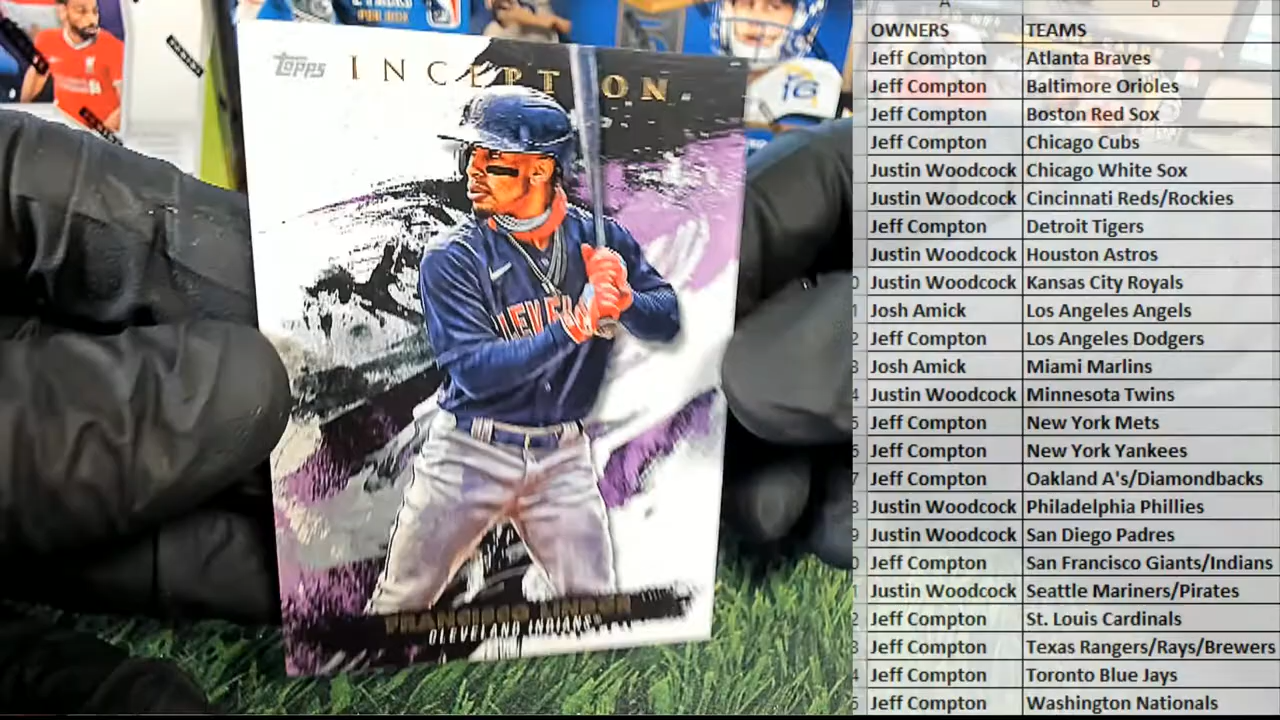 Topps INCEPTION
FRANCISCO LINDOR
CLEVELAND INDIANS
A B
OWNERS TEAMS
Jeff Compton Atlanta Braves
Jeff Compton Baltimore Orioles
Jeff Compton Boston Red Sox
Jeff Compton Chicago Cubs
Justin Woodcock Chicago White Sox
Justin Woodcock Cincinnati Reds/Rockies
Jeff Compton Detroit Tigers
Justin Woodcock Houston Astros
Justin Woodcock Kansas City Royals
Josh Amick Los Angeles Angels
Jeff Compton Los Angeles Dodgers
Josh Amick Miami Marlins
Justin Woodcock Minnesota Twins
Jeff Compton New York Mets
Jeff Compton New York Yankees
Jeff Compton Oakland A's/Diamondbacks
Justin Woodcock Philadelphia Phillies
Justin Woodcock San Diego Padres
Jeff Compton San Francisco Giants/Indians
Justin Woodcock Seattle Mariners/Pirates
Jeff Compton St. Louis Cardinals
Jeff Compton Texas Rangers/Rays/Brewers
Jeff Compton Toronto Blue Jays
Jeff Compton Washington Nationals